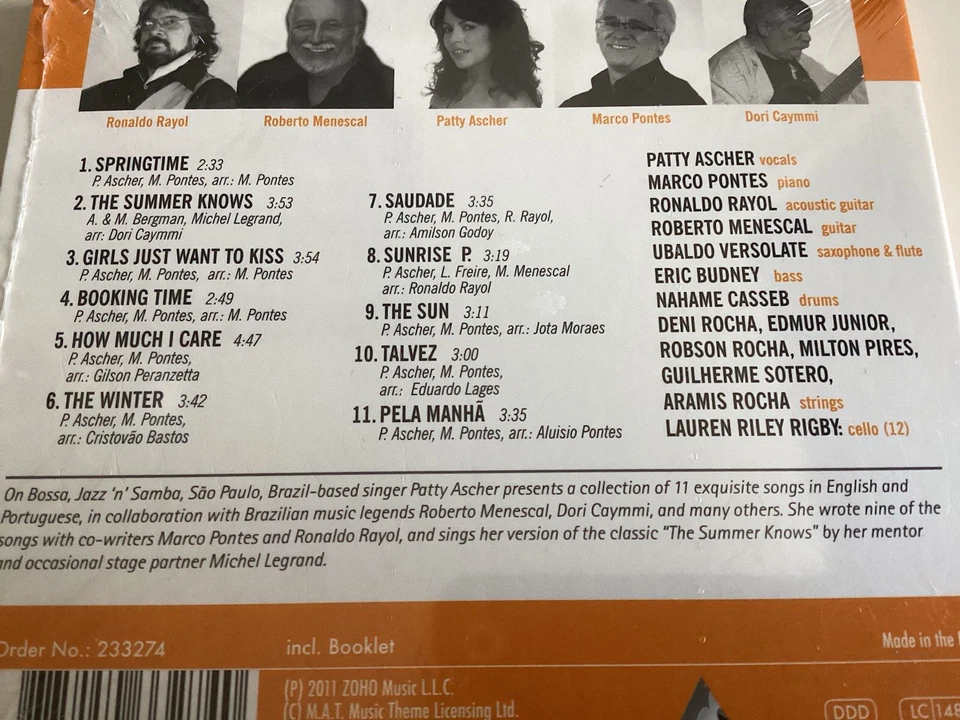 Ronaldo Rayol
Roberto Menescal
Patty Ascher
Marco Pontes
Dori Caymmi
1. SPRINGTIME 2:33
P. Ascher, M. Pontes, arr.: M. Pontes
2. THE SUMMER KNOWS 3:53
A. & M. Bergman, Michel Legrand,
arr: Dori Caymmi
3. GIRLS JUST WANT TO KISS 3:54
P. Ascher, M. Pontes, arr.: M. Pontes
4. BOOKING TIME 2:49
P. Ascher, M. Pontes, arr.: M. Pontes
5. HOW MUCH I CARE 4:47
P. Ascher, M. Pontes,
arr.: Gilson Peranzetta
6. THE WINTER 3:42
P. Ascher, M. Pontes,
arr.: Cristovão Bastos
7. SAUDADE 3:35
P. Ascher, M. Pontes, R. Rayol,
arr.: Amilson Godoy
8. SUNRISE P. 3:19
P. Ascher, L. Freire, M. Menescal
arr.: Ronaldo Rayol
9. THE SUN 3:11
P. Ascher, M. Pontes, arr.: Jota Moraes
10. TALVEZ 3:00
P. Ascher, M. Pontes,
arr.: Eduardo Lages
11. PELA MANHÃ 3:35
P. Ascher, M. Pontes, arr.: Aluisio Pontes
PATTY ASCHER vocals
MARCO PONTES piano
RONALDO RAYOL acoustic guitar
ROBERTO MENESCAL guitar
UBALDO VERSOLATE saxophone & flute
ERIC BUDNEY bass
NAHAME CASSEB drums
DENI ROCHA, EDMUR JUNIOR,
ROBSON ROCHA, MILTON PIRES,
GUILHERME SOTERO,
ARAMIS ROCHA strings
LAUREN RILEY RIGBY: cello (12)
On Bossa, Jazz 'n' Samba, São Paulo, Brazil-based singer Patty Ascher presents a collection of 11 exquisite songs in English and
Portuguese, in collaboration with Brazilian music legends Roberto Menescal, Dori Caymmi, and many others. She wrote nine of the
songs with co-writers Marco Pontes and Ronaldo Rayol, and sings her version of the classic "The Summer Knows" by her mentor
and occasional stage partner Michel Legrand.
Order No.: 233274
incl. Booklet
Made in the
(P) 2011 ZOHO Music L.L.C.
(C) M.A.T. Music Theme Licensing Ltd.
DDD
LC 148